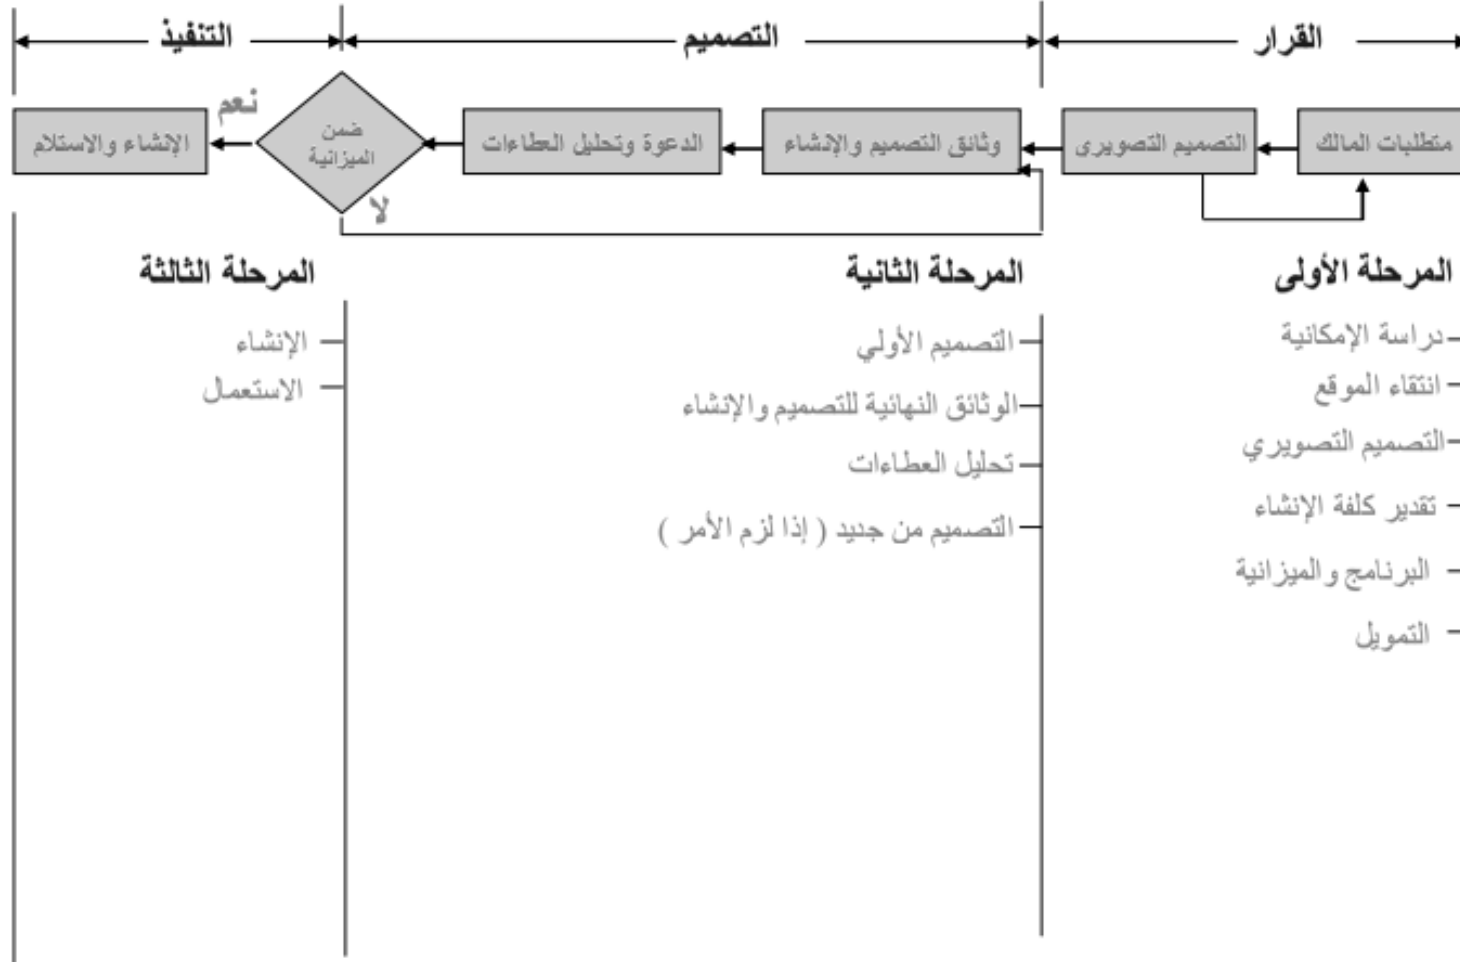 القرار
التصميم
التنفيذ
متطلبات المالك
التصميم التصويرى
وثائق التصميم والإنشاء
الدعوة وتحليل العطاءات
ضمن
الميزانية
نعم
لا
الإنشاء والاستلام
المرحلة الأولى
دراسة الإمكانية
انتقاء الموقع
التصميم التصويري
تقدير كلفة الإنشاء
البرنامج والميزانية
التمويل
المرحلة الثانية
التصميم الأولي
الوثائق النهائية للتصميم والإنشاء
تحليل العطاءات
التصميم من جديد ( إذا لزم الأمر )
المرحلة الثالثة
الإنشاء
الاستعمال